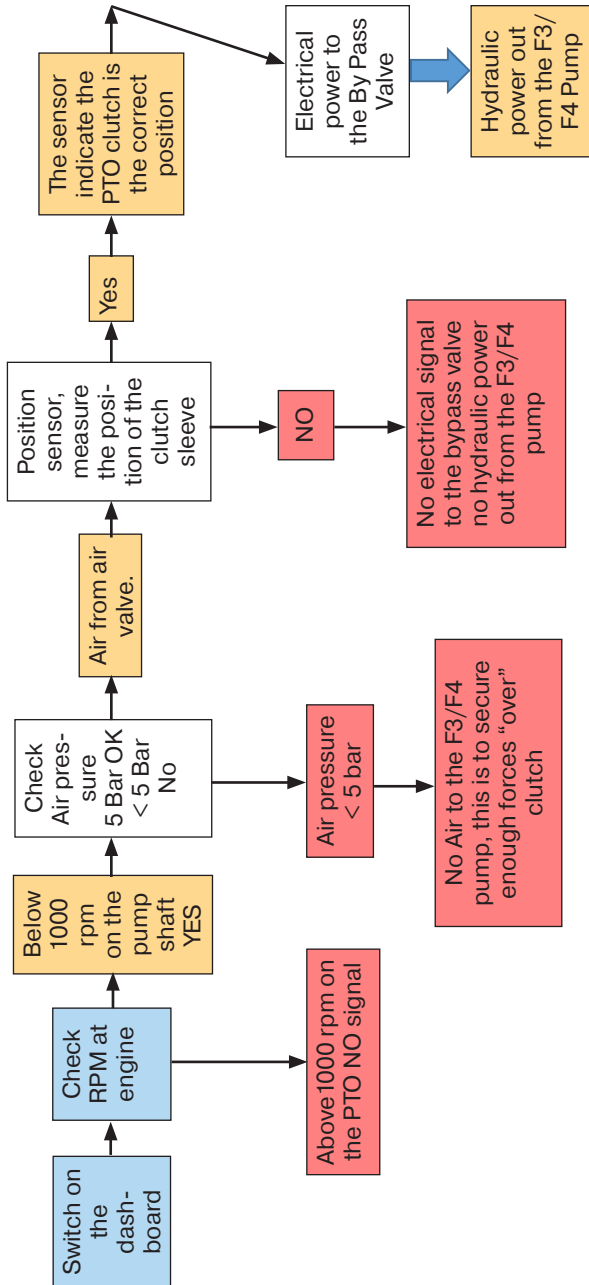 Switch on
the
dash-
board
Check
RPM at
engine
Below
1000
rpm
on the
pump
shaft
YES
Check
Air pres-
sure
5 Bar OK
< 5 Bar
No
Air from air
valve.
Position
sensor,
measure
the posi-
tion of the
clutch
sleeve
Yes
The sensor
indicate the
PTO clutch is
the correct
position
Above 1000 rpm on
the PTO NO signal
Air pressure
< 5 bar
No Air to the F3/F4
pump, this is to secure
enough forces “over”
clutch
NO
No electrical signal
to the bypass valve
no hydraulic power
out from the F3/F4
pump
Electrical
power to
the By Pass
Valve
Hydraulic
power out
from the F3/
F4 Pump